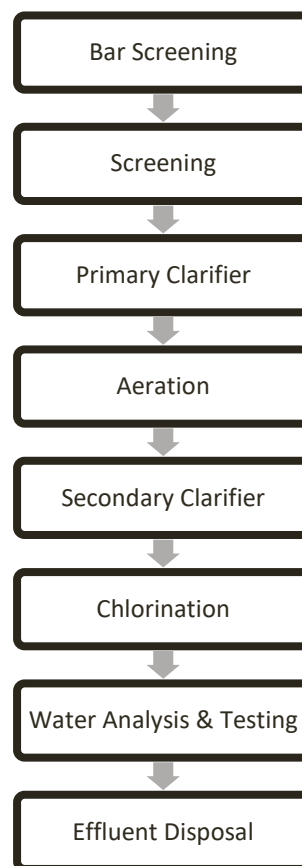 Bar Screening
Screening
Primary Clarifier
Aeration
Secondary Clarifier
Chlorination
Water Analysis & Testing
Effluent Disposal